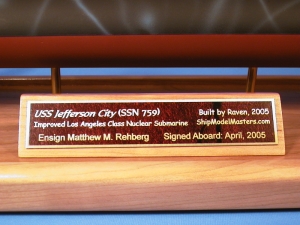 USS Jefferson City (SSN 759) Built by Raven, 2005
Improved Los Angeles Class Nuclear Submarine ShipModelMasters.com
Ensign Matthew M. Rehberg Signed Aboard: April, 2005